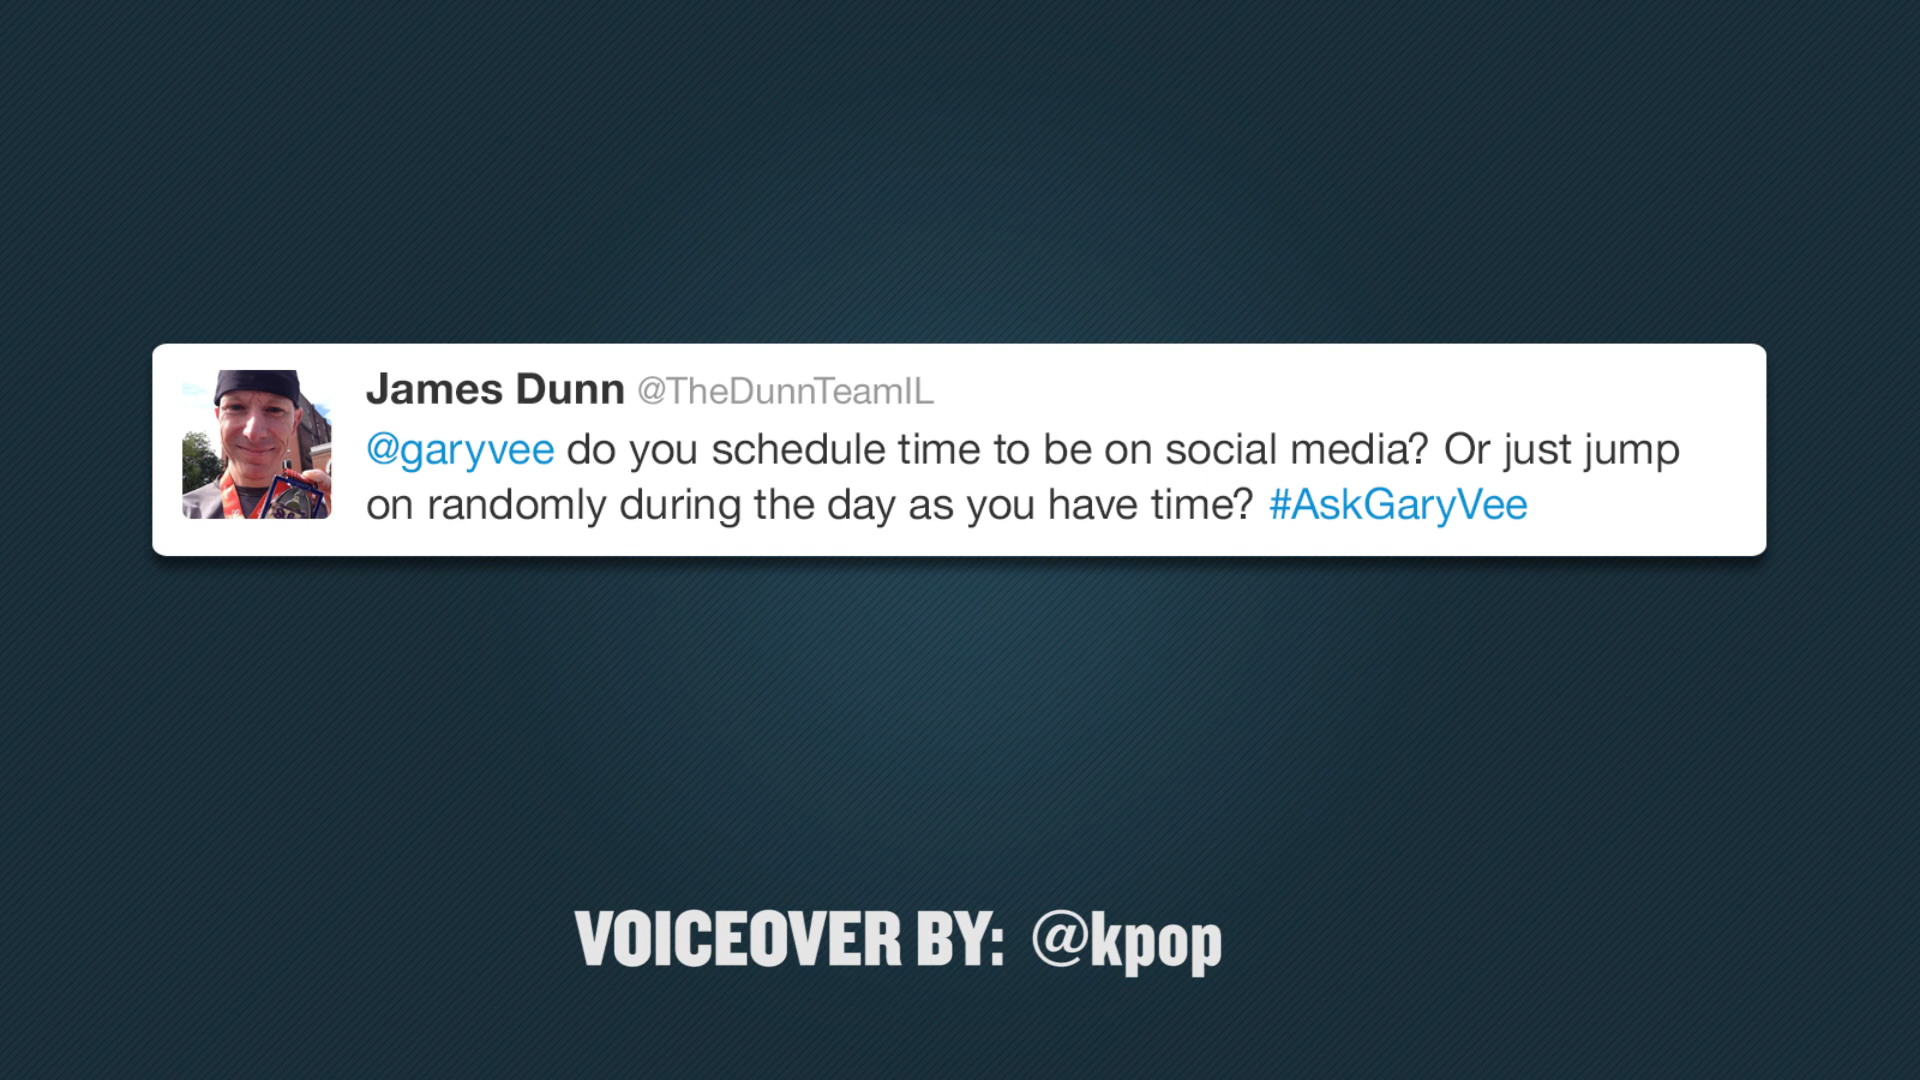 James Dunn @TheDunnTeamIL
@garyvee do you schedule time to be on social media? Or just jump
on randomly during the day as you have time? #AskGaryVee
VOICEOVER BY: @kpop